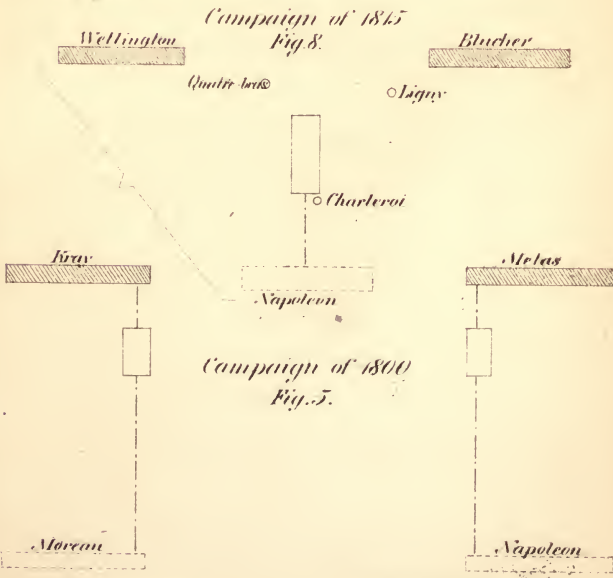 Campaign of 1815
Fig. 8.
Wellington
Blucher
Quatre-bras
Ligny
Charleroi
Napoleon
Kray
Melas
Campaign of 1800
Fig. 5.
Moreau
Napoleon